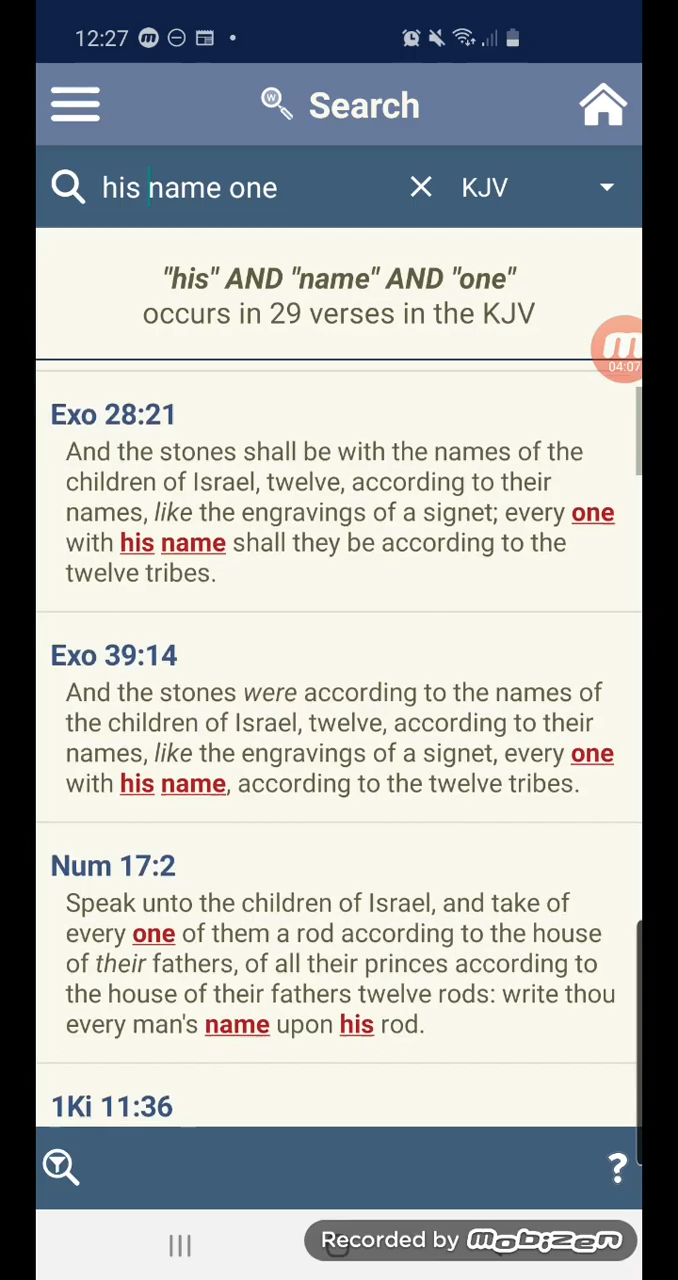 12:27
Search
his name one
KJV
"his" AND "name" AND "one"
occurs in 29 verses in the KJV
04:07
Exo 28:21
And the stones shall be with the names of the
children of Israel, twelve, according to their
names, like the engravings of a signet; every one
with his name shall they be according to the
twelve tribes.
Exo 39:14
And the stones were according to the names of
the children of Israel, twelve, according to their
names, like the engravings of a signet, every one
with his name, according to the twelve tribes.
Num 17:2
Speak unto the children of Israel, and take of
every one of them a rod according to the house
of their fathers, of all their princes according to
the house of their fathers twelve rods: write thou
every man's name upon his rod.
1Ki 11:36
?
Recorded by mobizen